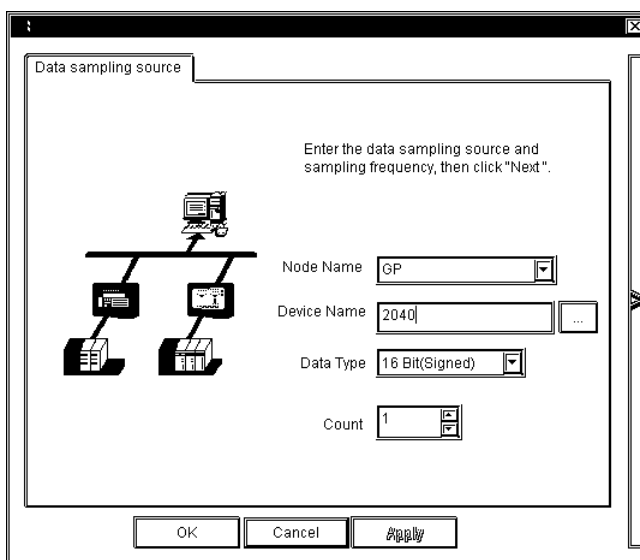 Data sampling source
Enter the data sampling source and
sampling frequency, then click "Next".
Node Name GP
Device Name 2040 ...
Data Type 16 Bit(Signed)
Count 1
OK Cancel Apply